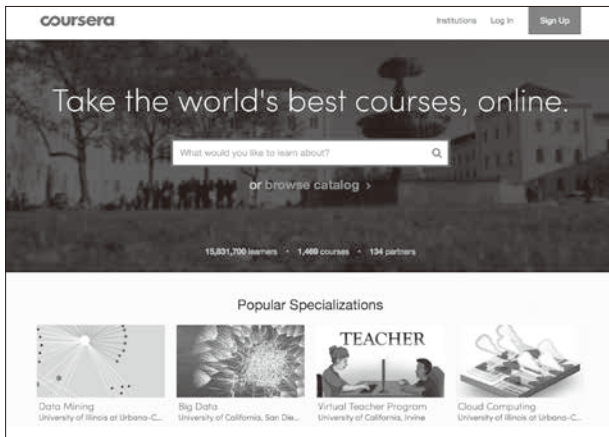 coursera
Institutions Log In Sign Up
Take the world's best courses, online.
What would you like to learn about?
or browse catalog >
15,831,700 learners • 1,469 courses • 134 partners
Popular Specializations
TEACHER
Data Mining
University of Illinois at Urbana-C...
Big Data
University of California, San Die...
Virtual Teacher Program
University of California, Irvine
Cloud Computing
University of Illinois at Urbana-C...